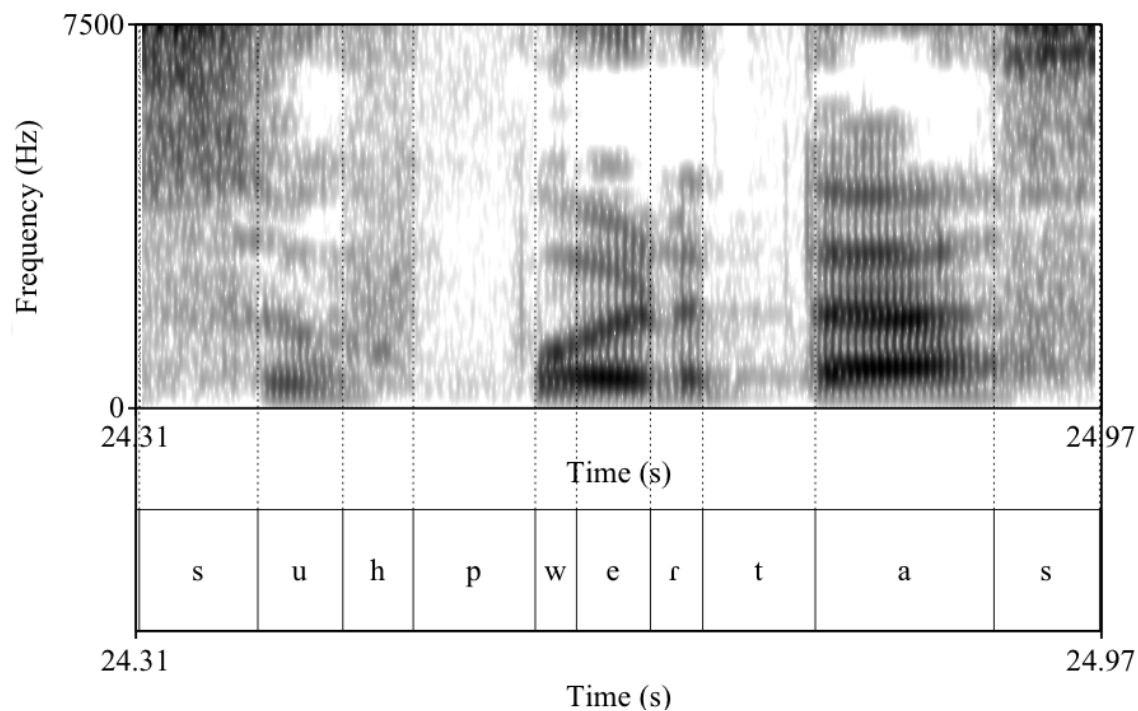 7500
Frequency (Hz)
0
24.31 24.97
Time (s)
s u h p w e ɾ t a s
24.31 24.97
Time (s)